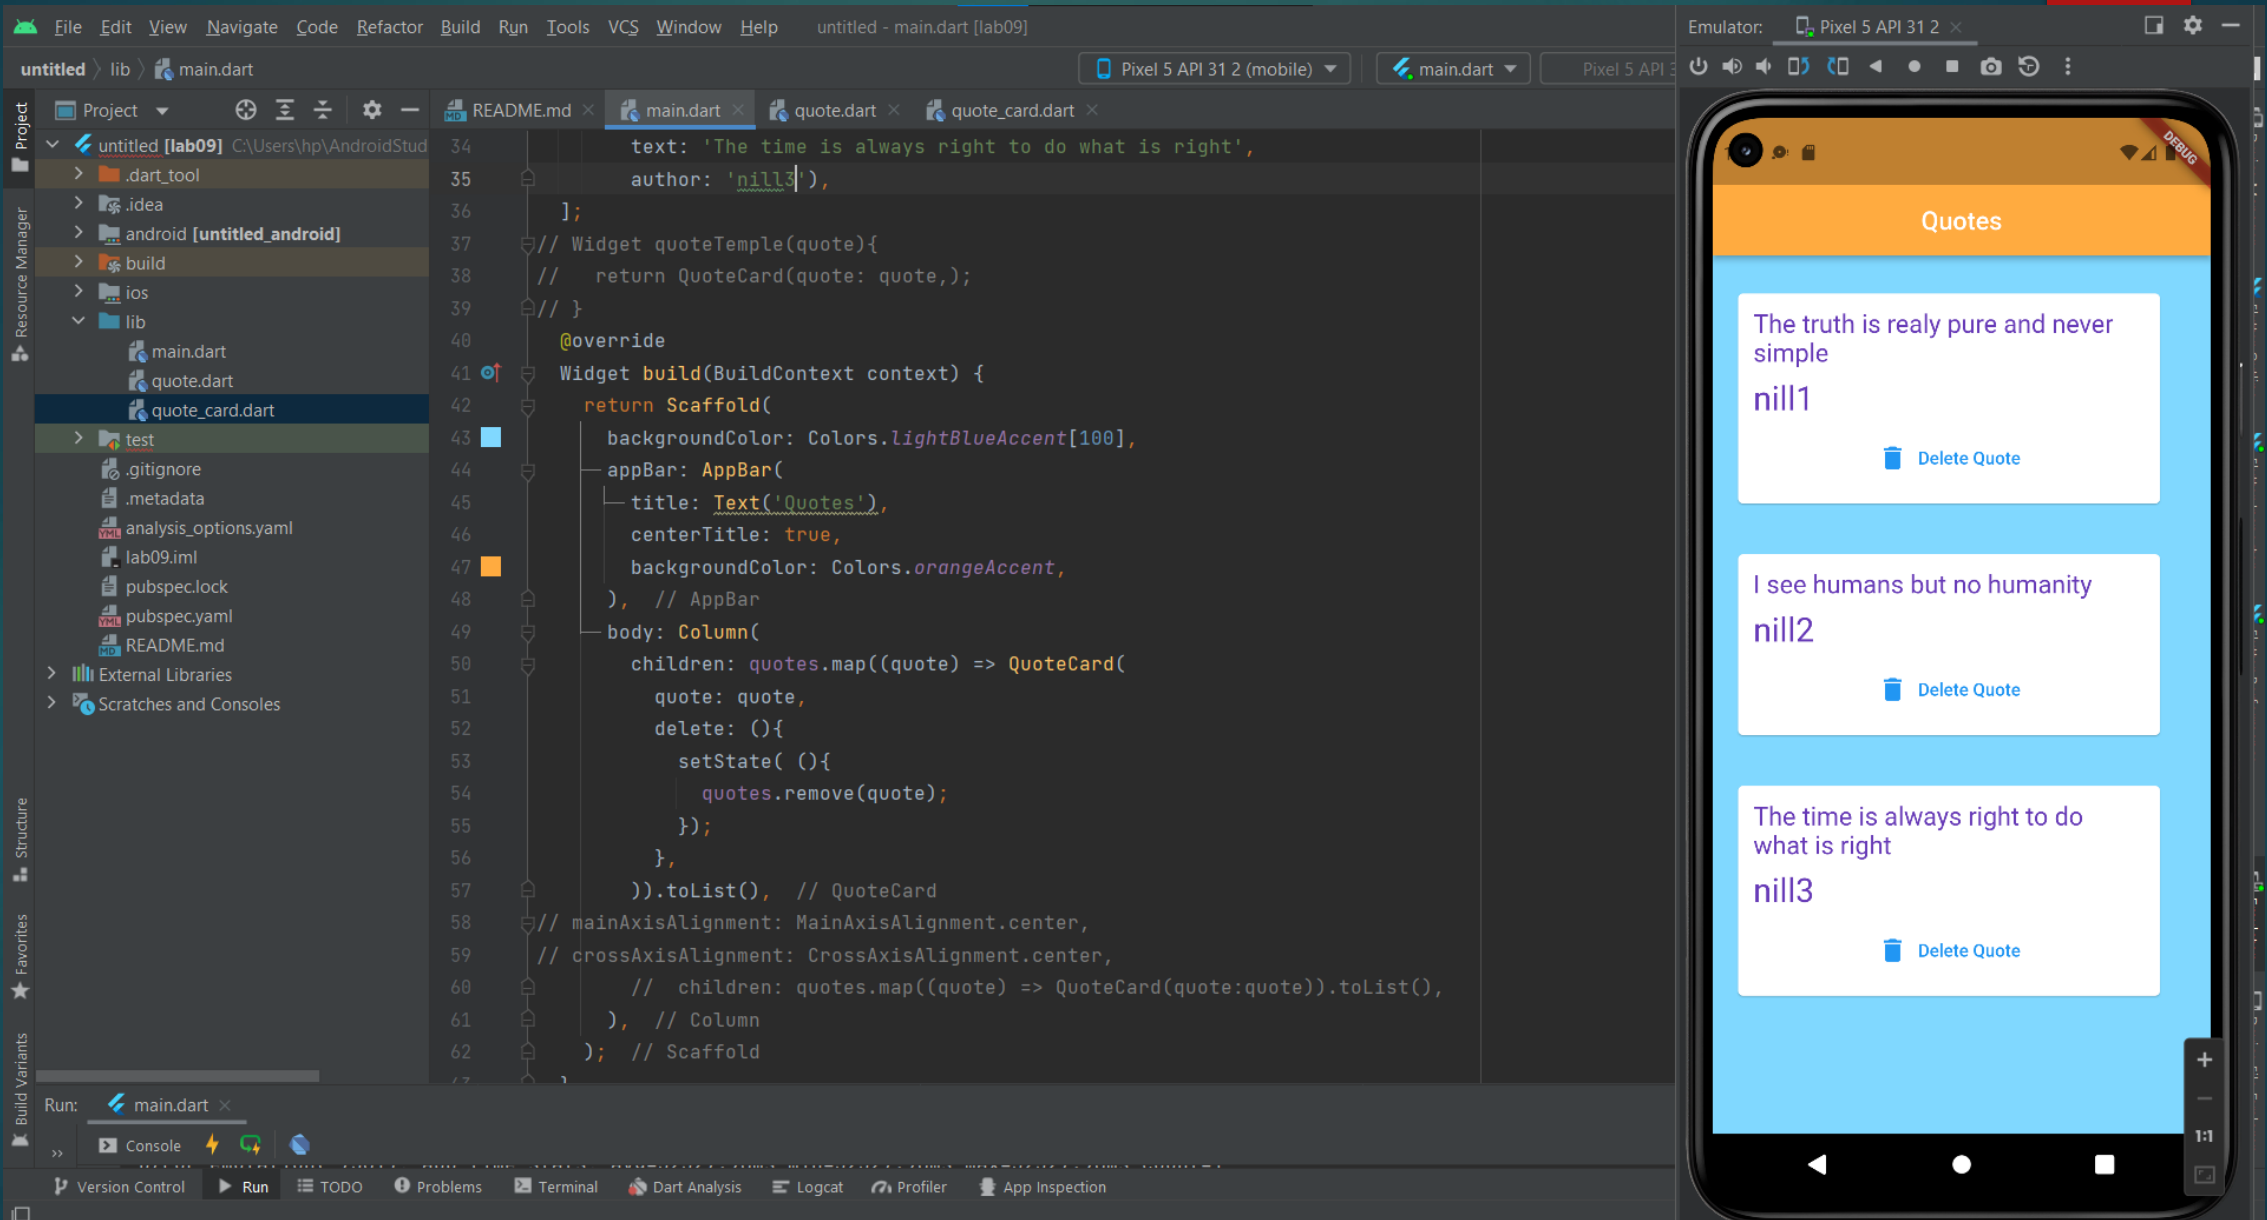 File Edit View Navigate Code Refactor Build Run Tools VCS Window Help untitled - main.dart [lab09]
untitled lib main.dart
Pixel 5 API 31 2 (mobile) main.dart Pixel 5 API
Project
README.md main.dart quote.dart quote_card.dart
Project
Resource Manager
Structure
Favorites
Build Variants
untitled [lab09] C:\Users\hp\AndroidStud
.dart_tool
.idea
android [untitled_android]
build
ios
lib
main.dart
quote.dart
quote_card.dart
test
.gitignore
.metadata
analysis_options.yaml
lab09.iml
pubspec.lock
pubspec.yaml
README.md
External Libraries
Scratches and Consoles
34 text: 'The time is always right to do what is right',
35 author: 'nill3'),
36 ];
37 // Widget quoteTemple(quote){
38 //   return QuoteCard(quote: quote,);
39 // }
40 @override
41 Widget build(BuildContext context) {
42 return Scaffold(
43 backgroundColor: Colors.lightBlueAccent[100],
44 appBar: AppBar(
45 title: Text('Quotes'),
46 centerTitle: true,
47 backgroundColor: Colors.orangeAccent,
48 ), // AppBar
49 body: Column(
50 children: quotes.map((quote) => QuoteCard(
51 quote: quote,
52 delete: (){
53 setState( (){
54 quotes.remove(quote);
55 });
56 },
57 )).toList(), // QuoteCard
58 // mainAxisAlignment: MainAxisAlignment.center,
59 // crossAxisAlignment: CrossAxisAlignment.center,
60 //  children: quotes.map((quote) => QuoteCard(quote:quote)).toList(),
61 ), // Column
62 ); // Scaffold
Run: main.dart
Console
Version Control Run TODO Problems Terminal Dart Analysis Logcat Profiler App Inspection
Emulator: Pixel 5 API 31 2
DEBUG
Quotes
The truth is realy pure and never
simple
nill1
Delete Quote
I see humans but no humanity
nill2
Delete Quote
The time is always right to do
what is right
nill3
Delete Quote
1:1